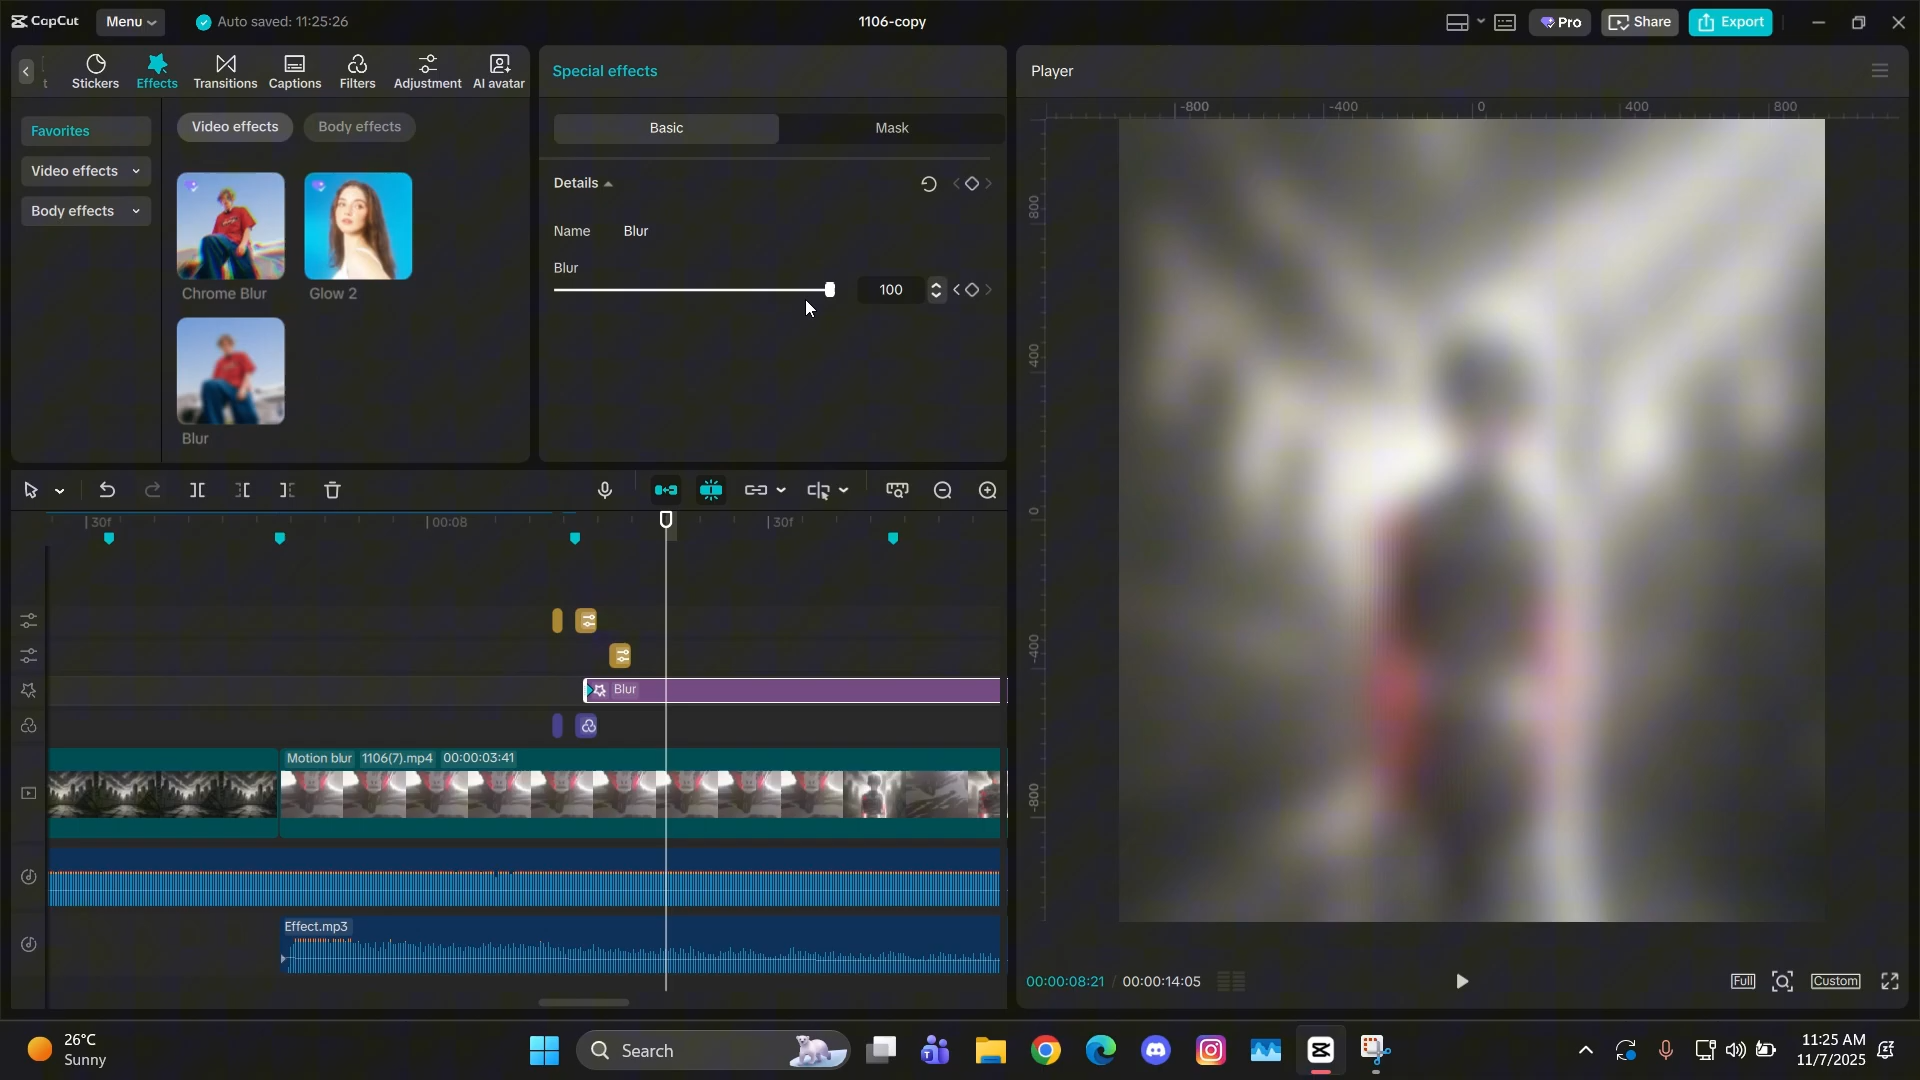 CapCut
Menu
Auto saved: 11:25:26
1106-copy
Pro
Share
Export
t
Stickers
Effects
Transitions
Captions
Filters
Adjustment
AI avatar
Favorites
Video effects
Body effects
Video effects
Body effects
Chrome Blur
Glow 2
Blur
Special effects
Basic
Mask
Details
Name
Blur
Blur
100
Player
-800
-400
0
400
800
800
400
0
-400
-800
30f
00:08
30f
Blur
Motion blur
1106(7).mp4
00:00:03:41
Effect.mp3
00:00:08:21 / 00:00:14:05
Full
Custom
26°C
Sunny
Search
11:25 AM
11/7/2025